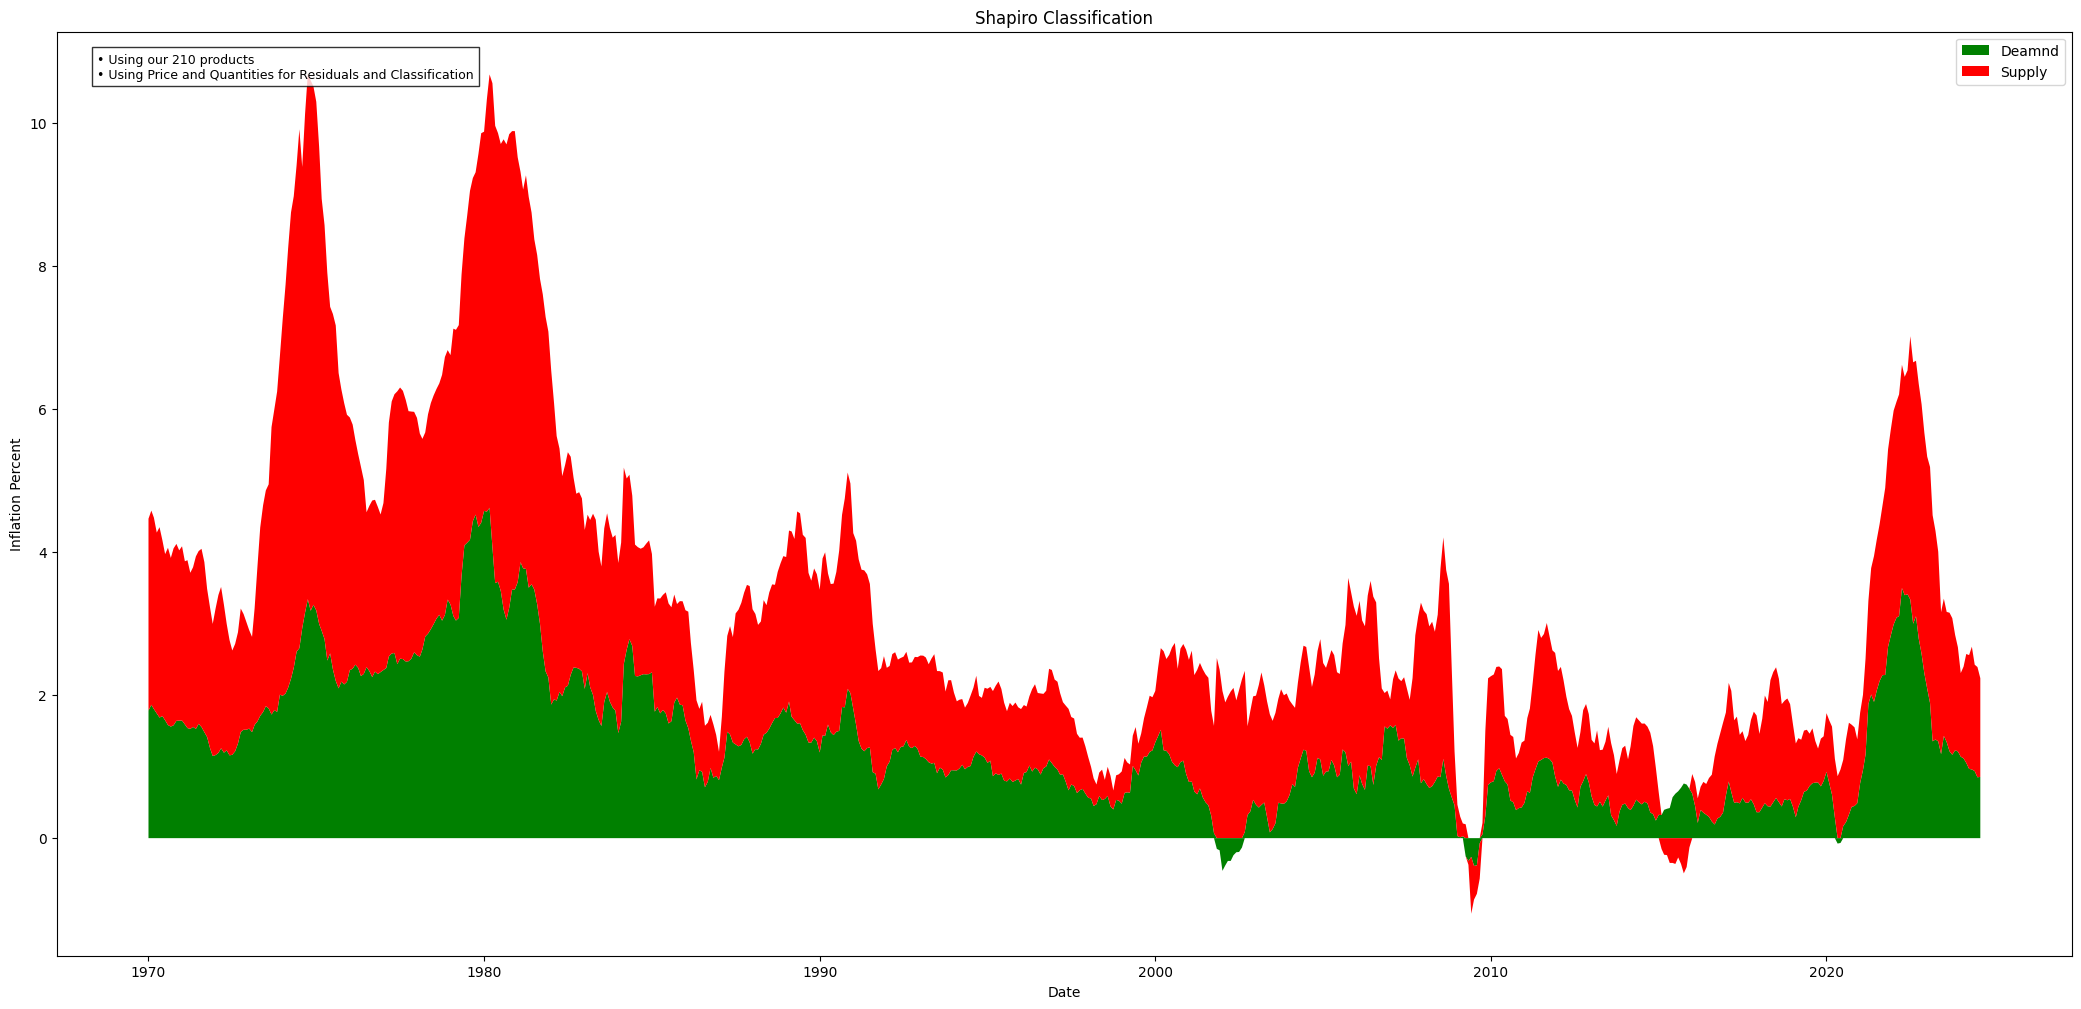 Shapiro Classification
• Using our 210 products
• Using Price and Quantities for Residuals and Classification
Deamnd
Supply
Inflation Percent
10
8
6
4
2
0
1970
1980
1990
2000
2010
2020
Date